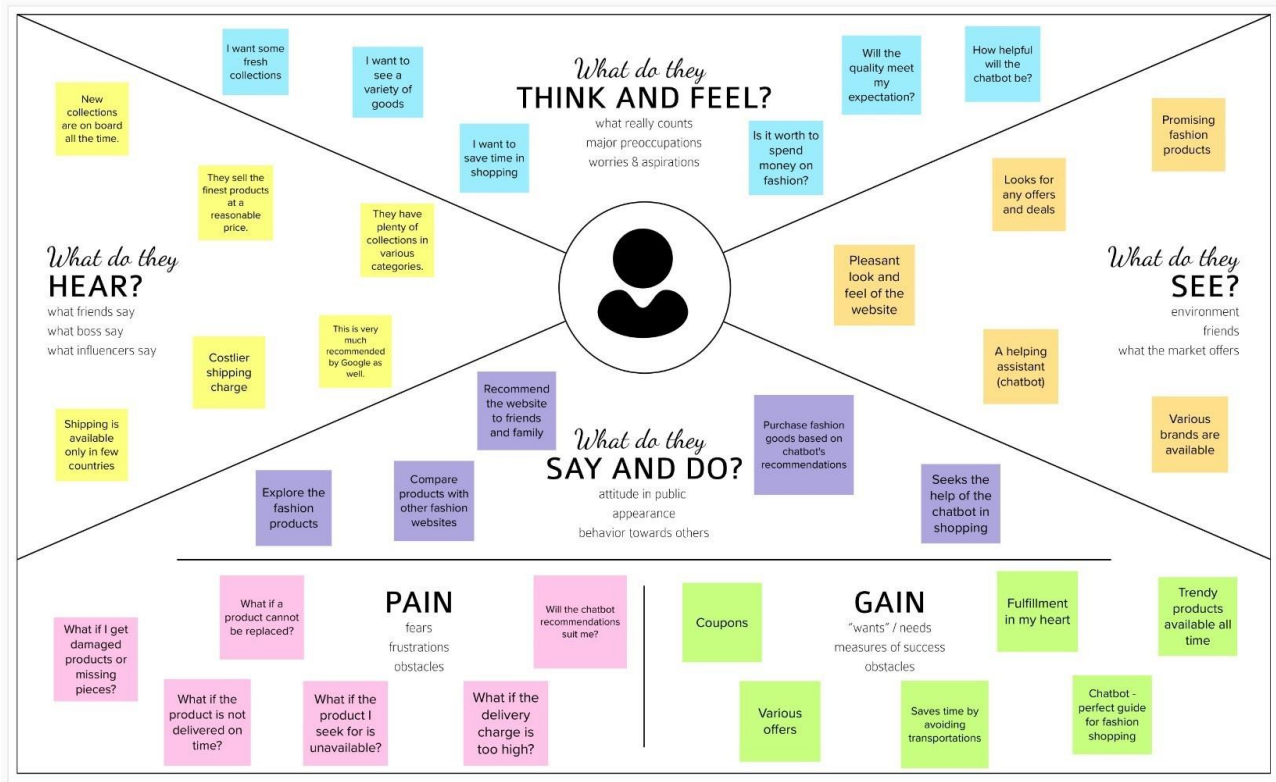 What do they
THINK AND FEEL?
what really counts
major preoccupations
worries & aspirations
I want some
fresh
collections
I want to
see a
variety of
goods
I want to
save time in
shopping
Will the
quality meet
my
expectation?
How helpful
will the
chatbot be?
Is it worth to
spend
money on
fashion?
What do they
HEAR?
what friends say
what boss say
what influencers say
New
collections
are on board
all the time.
They sell the
finest products
at a
reasonable
price.
They have
plenty of
collections in
various
categories.
This is very
much
recommended
by Google as
well.
Costlier
shipping
charge
Shipping is
available
only in few
countries
What do they
SEE?
environment
friends
what the market offers
Promising
fashion
products
Looks for
any offers
and deals
Pleasant
look and
feel of the
website
A helping
assistant
(chatbot)
Various
brands are
available
What do they
SAY AND DO?
attitude in public
appearance
behavior towards others
Recommend
the website
to friends
and family
Explore the
fashion
products
Compare
products with
other fashion
websites
Purchase fashion
goods based on
chatbot's
recommendations
Seeks the
help of the
chatbot in
shopping
PAIN
fears
frustrations
obstacles
What if I get
damaged
products or
missing
pieces?
What if a
product cannot
be replaced?
Will the chatbot
recommendations
suit me?
What if the
product is not
delivered on
time?
What if the
product I
seek for is
unavailable?
What if the
delivery
charge is
too high?
GAIN
"wants" / needs
measures of success
obstacles
Coupons
Fulfillment
in my heart
Trendy
products
available all
time
Various
offers
Saves time by
avoiding
transportations
Chatbot -
perfect guide
for fashion
shopping